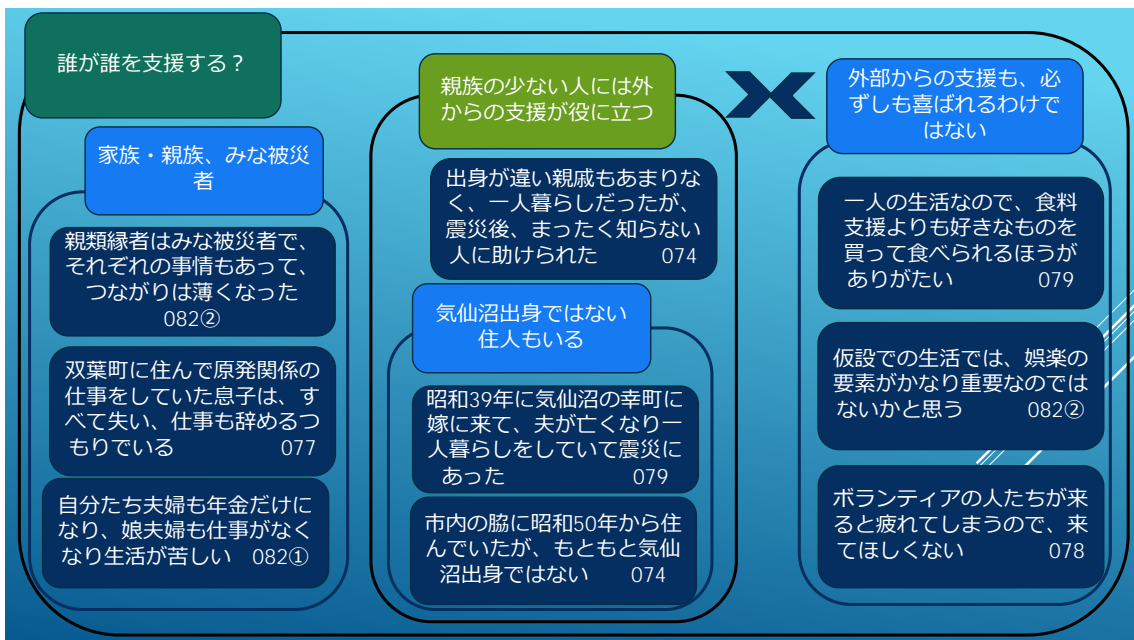 誰が誰を支援する？
家族・親族、みな被災
者
親類縁者はみな被災者で、
それぞれの事情もあって、
つながりは薄くなった
082②
双葉町に住んで原発関係の
仕事をしていた息子は、す
べて失い、仕事も辞めるつ
もりでいる 077
自分たち夫婦も年金だけに
なり、娘夫婦も仕事がなく
なり生活が苦しい 082①
親族の少ない人には外
からの支援が役に立つ
出身が違い親戚もあまりな
く、一人暮らしだったが、
震災後、まったく知らない
人に助けられた 074
気仙沼出身ではない
住人もいる
昭和39年に気仙沼の幸町に
嫁に来て、夫が亡くなり一
人暮らしをしていて震災に
あった 079
市内の脇に昭和50年から住
んでいたが、もともと気仙
沼出身ではない 074
外部からの支援も、必
ずしも喜ばれるわけで
はない
一人の生活なので、食料
支援よりも好きなものを
買って食べられるほうが
ありがたい 079
仮設での生活では、娯楽の
要素がかなり重要なのでは
ないかと思う 082②
ボランティアの人たちが来
ると疲れてしまうので、来
てほしくない 078